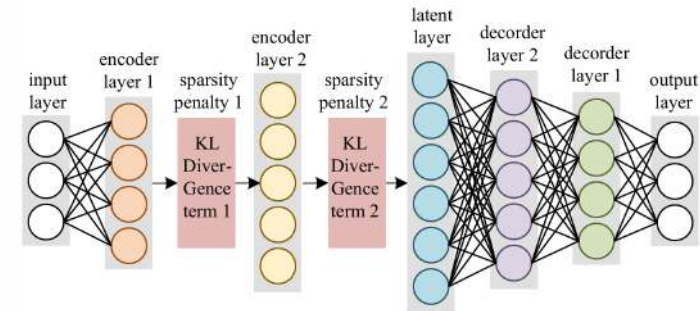 input
layer
encoder
layer 1
sparsity
penalty 1
KL
Diver-
Gence
term 1
encoder
layer 2
sparsity
penalty 2
KL
Diver-
Gence
term 2
latent
layer
decorder
layer 2
decorder
layer 1
output
layer